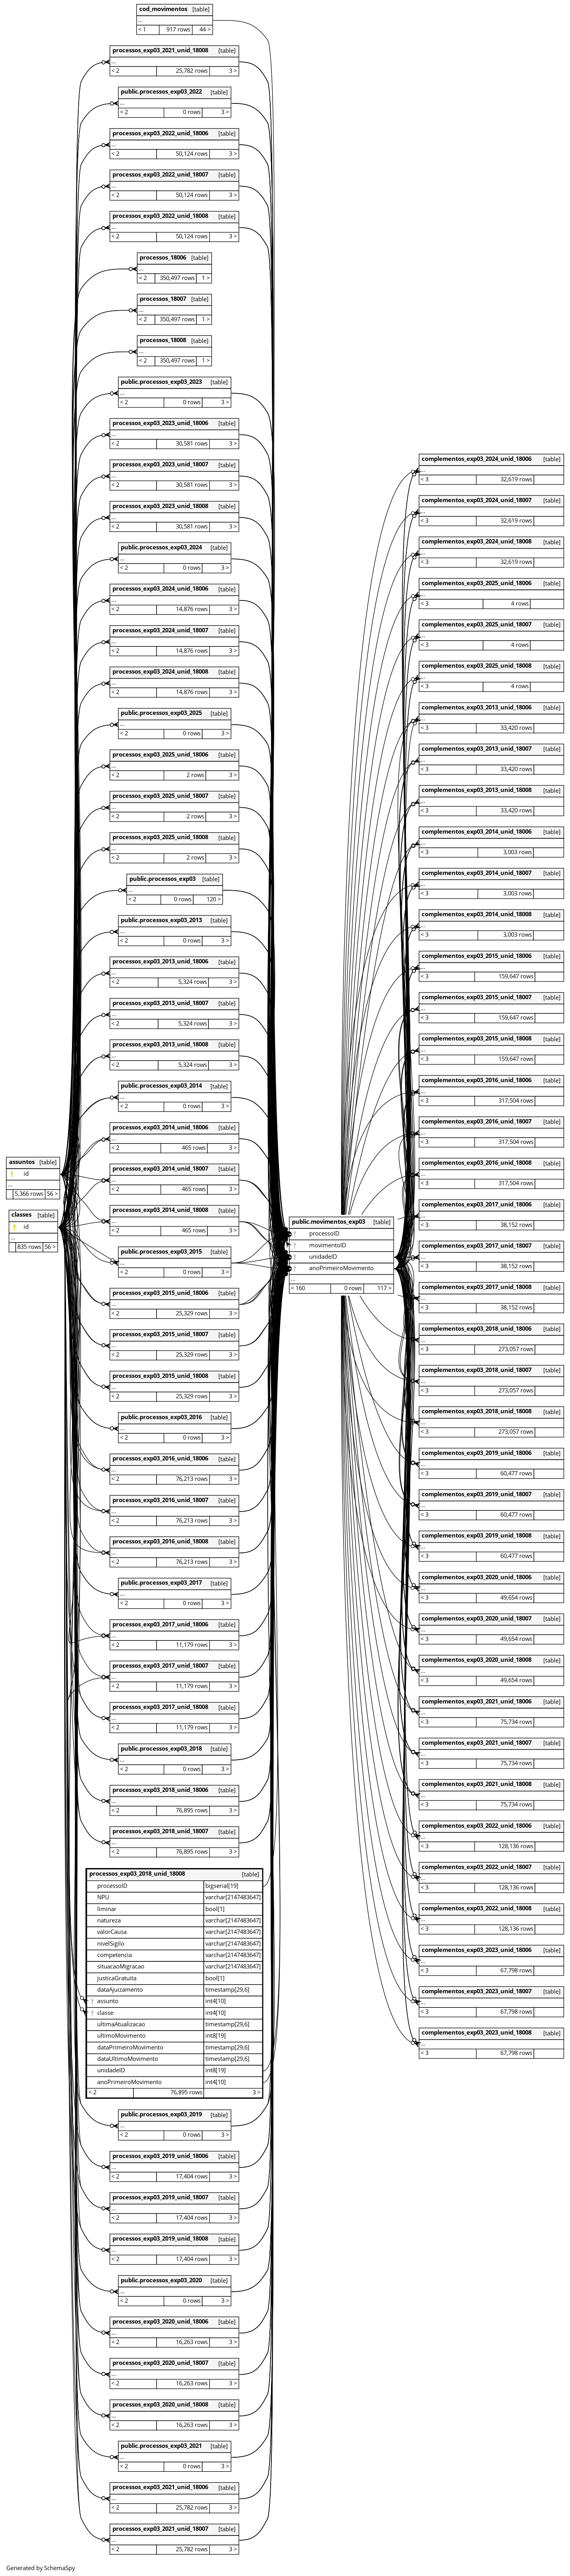 cod_movimentos [table]
...
< 1 917 rows 44 >
processos_exp03_2021_unid_18008 [table]
...
< 2 25,782 rows 3 >
public.processos_exp03_2022 [table]
...
< 2 0 rows 3 >
processos_exp03_2022_unid_18006 [table]
...
< 2 50,124 rows 3 >
processos_exp03_2022_unid_18007 [table]
...
< 2 50,124 rows 3 >
processos_exp03_2022_unid_18008 [table]
...
< 2 50,124 rows 3 >
processos_18006 [table]
...
< 2 350,497 rows 1 >
processos_18007 [table]
...
< 2 350,497 rows 1 >
processos_18008 [table]
...
< 2 350,497 rows 1 >
public.processos_exp03_2023 [table]
...
< 2 0 rows 3 >
processos_exp03_2023_unid_18006 [table]
...
< 2 30,581 rows 3 >
processos_exp03_2023_unid_18007 [table]
...
< 2 30,581 rows 3 >
processos_exp03_2023_unid_18008 [table]
...
< 2 30,581 rows 3 >
public.processos_exp03_2024 [table]
...
< 2 0 rows 3 >
processos_exp03_2024_unid_18006 [table]
...
< 2 14,876 rows 3 >
processos_exp03_2024_unid_18007 [table]
...
< 2 14,876 rows 3 >
processos_exp03_2024_unid_18008 [table]
...
< 2 14,876 rows 3 >
public.processos_exp03_2025 [table]
...
< 2 0 rows 3 >
processos_exp03_2025_unid_18006 [table]
...
< 2 2 rows 3 >
processos_exp03_2025_unid_18007 [table]
...
< 2 2 rows 3 >
processos_exp03_2025_unid_18008 [table]
...
< 2 2 rows 3 >
public.processos_exp03 [table]
...
< 2 0 rows 120 >
public.processos_exp03_2013 [table]
...
< 2 0 rows 3 >
processos_exp03_2013_unid_18006 [table]
...
< 2 5,324 rows 3 >
processos_exp03_2013_unid_18007 [table]
...
< 2 5,324 rows 3 >
processos_exp03_2013_unid_18008 [table]
...
< 2 5,324 rows 3 >
public.processos_exp03_2014 [table]
...
< 2 0 rows 3 >
processos_exp03_2014_unid_18006 [table]
...
< 2 465 rows 3 >
processos_exp03_2014_unid_18007 [table]
...
< 2 465 rows 3 >
processos_exp03_2014_unid_18008 [table]
...
< 2 465 rows 3 >
public.processos_exp03_2015 [table]
...
< 2 0 rows 3 >
processos_exp03_2015_unid_18006 [table]
...
< 2 25,329 rows 3 >
processos_exp03_2015_unid_18007 [table]
...
< 2 25,329 rows 3 >
processos_exp03_2015_unid_18008 [table]
...
< 2 25,329 rows 3 >
public.processos_exp03_2016 [table]
...
< 2 0 rows 3 >
processos_exp03_2016_unid_18006 [table]
...
< 2 76,213 rows 3 >
processos_exp03_2016_unid_18007 [table]
...
< 2 76,213 rows 3 >
processos_exp03_2016_unid_18008 [table]
...
< 2 76,213 rows 3 >
public.processos_exp03_2017 [table]
...
< 2 0 rows 3 >
processos_exp03_2017_unid_18006 [table]
...
< 2 11,179 rows 3 >
processos_exp03_2017_unid_18007 [table]
...
< 2 11,179 rows 3 >
processos_exp03_2017_unid_18008 [table]
...
< 2 11,179 rows 3 >
public.processos_exp03_2018 [table]
...
< 2 0 rows 3 >
processos_exp03_2018_unid_18006 [table]
...
< 2 76,895 rows 3 >
processos_exp03_2018_unid_18007 [table]
...
< 2 76,895 rows 3 >
processos_exp03_2018_unid_18008 [table]
processoID bigserial[19]
NPU varchar[2147483647]
liminar bool[1]
natureza varchar[2147483647]
valorCausa varchar[2147483647]
nivelSigilo varchar[2147483647]
competencia varchar[2147483647]
situacaoMigracao varchar[2147483647]
justicaGratuita bool[1]
dataAjuizamento timestamp[29,6]
assunto int4[10]
classe int4[10]
ultimaAtualizacao timestamp[29,6]
ultimoMovimento int8[19]
dataPrimeiroMovimento timestamp[29,6]
dataUltimoMovimento timestamp[29,6]
unidadeID int8[19]
anoPrimeiroMovimento int4[10]
< 2 76,895 rows 3 >
public.processos_exp03_2019 [table]
...
< 2 0 rows 3 >
processos_exp03_2019_unid_18006 [table]
...
< 2 17,404 rows 3 >
processos_exp03_2019_unid_18007 [table]
...
< 2 17,404 rows 3 >
processos_exp03_2019_unid_18008 [table]
...
< 2 17,404 rows 3 >
public.processos_exp03_2020 [table]
...
< 2 0 rows 3 >
processos_exp03_2020_unid_18006 [table]
...
< 2 16,263 rows 3 >
processos_exp03_2020_unid_18007 [table]
...
< 2 16,263 rows 3 >
processos_exp03_2020_unid_18008 [table]
...
< 2 16,263 rows 3 >
public.processos_exp03_2021 [table]
...
< 2 0 rows 3 >
processos_exp03_2021_unid_18006 [table]
...
< 2 25,782 rows 3 >
processos_exp03_2021_unid_18007 [table]
...
< 2 25,782 rows 3 >
assuntos [table]
id
...
5,366 rows 56 >
classes [table]
id
...
835 rows 56 >
public.movimentos_exp03 [table]
processoID
movimentoID
unidadeID
anoPrimeiroMovimento
...
< 160 0 rows 117 >
complementos_exp03_2024_unid_18006 [table]
...
< 3 32,619 rows
complementos_exp03_2024_unid_18007 [table]
...
< 3 32,619 rows
complementos_exp03_2024_unid_18008 [table]
...
< 3 32,619 rows
complementos_exp03_2025_unid_18006 [table]
...
< 3 4 rows
complementos_exp03_2025_unid_18007 [table]
...
< 3 4 rows
complementos_exp03_2025_unid_18008 [table]
...
< 3 4 rows
complementos_exp03_2013_unid_18006 [table]
...
< 3 33,420 rows
complementos_exp03_2013_unid_18007 [table]
...
< 3 33,420 rows
complementos_exp03_2013_unid_18008 [table]
...
< 3 33,420 rows
complementos_exp03_2014_unid_18006 [table]
...
< 3 3,003 rows
complementos_exp03_2014_unid_18007 [table]
...
< 3 3,003 rows
complementos_exp03_2014_unid_18008 [table]
...
< 3 3,003 rows
complementos_exp03_2015_unid_18006 [table]
...
< 3 159,647 rows
complementos_exp03_2015_unid_18007 [table]
...
< 3 159,647 rows
complementos_exp03_2015_unid_18008 [table]
...
< 3 159,647 rows
complementos_exp03_2016_unid_18006 [table]
...
< 3 317,504 rows
complementos_exp03_2016_unid_18007 [table]
...
< 3 317,504 rows
complementos_exp03_2016_unid_18008 [table]
...
< 3 317,504 rows
complementos_exp03_2017_unid_18006 [table]
...
< 3 38,152 rows
complementos_exp03_2017_unid_18007 [table]
...
< 3 38,152 rows
complementos_exp03_2017_unid_18008 [table]
...
< 3 38,152 rows
complementos_exp03_2018_unid_18006 [table]
...
< 3 273,057 rows
complementos_exp03_2018_unid_18007 [table]
...
< 3 273,057 rows
complementos_exp03_2018_unid_18008 [table]
...
< 3 273,057 rows
complementos_exp03_2019_unid_18006 [table]
...
< 3 60,477 rows
complementos_exp03_2019_unid_18007 [table]
...
< 3 60,477 rows
complementos_exp03_2019_unid_18008 [table]
...
< 3 60,477 rows
complementos_exp03_2020_unid_18006 [table]
...
< 3 49,654 rows
complementos_exp03_2020_unid_18007 [table]
...
< 3 49,654 rows
complementos_exp03_2020_unid_18008 [table]
...
< 3 49,654 rows
complementos_exp03_2021_unid_18006 [table]
...
< 3 75,734 rows
complementos_exp03_2021_unid_18007 [table]
...
< 3 75,734 rows
complementos_exp03_2021_unid_18008 [table]
...
< 3 75,734 rows
complementos_exp03_2022_unid_18006 [table]
...
< 3 128,136 rows
complementos_exp03_2022_unid_18007 [table]
...
< 3 128,136 rows
complementos_exp03_2022_unid_18008 [table]
...
< 3 128,136 rows
complementos_exp03_2023_unid_18006 [table]
...
< 3 67,798 rows
complementos_exp03_2023_unid_18007 [table]
...
< 3 67,798 rows
complementos_exp03_2023_unid_18008 [table]
...
< 3 67,798 rows
Generated by SchemaSpy